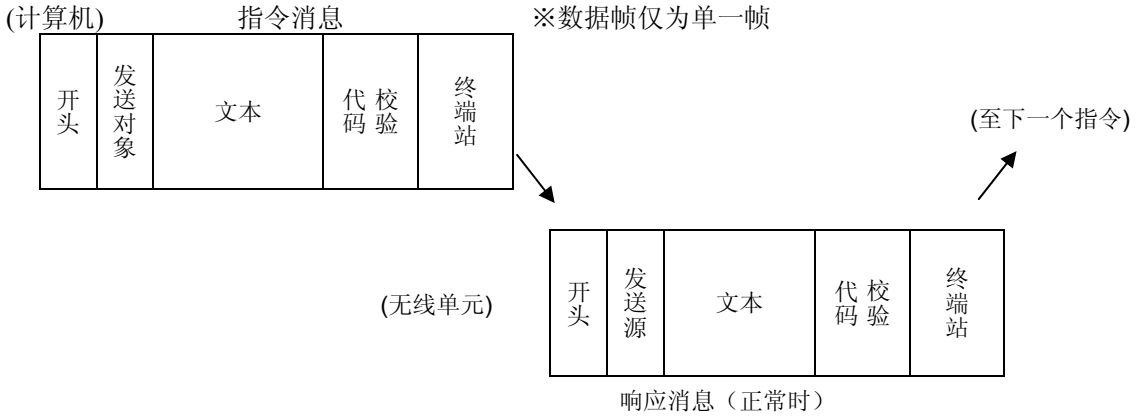 (计算机) 指令消息 ※数据帧仅为单一帧
开头
发送对象
文本
校验代码
终端站
(至下一个指令)
(无线单元)
开头
发送源
文本
校验代码
终端站
响应消息（正常时）